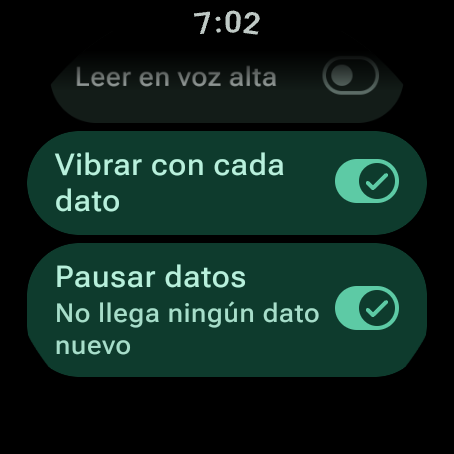 7:02
Leer en voz alta
Vibrar con cada
dato
Pausar datos
No llega ningún dato
nuevo